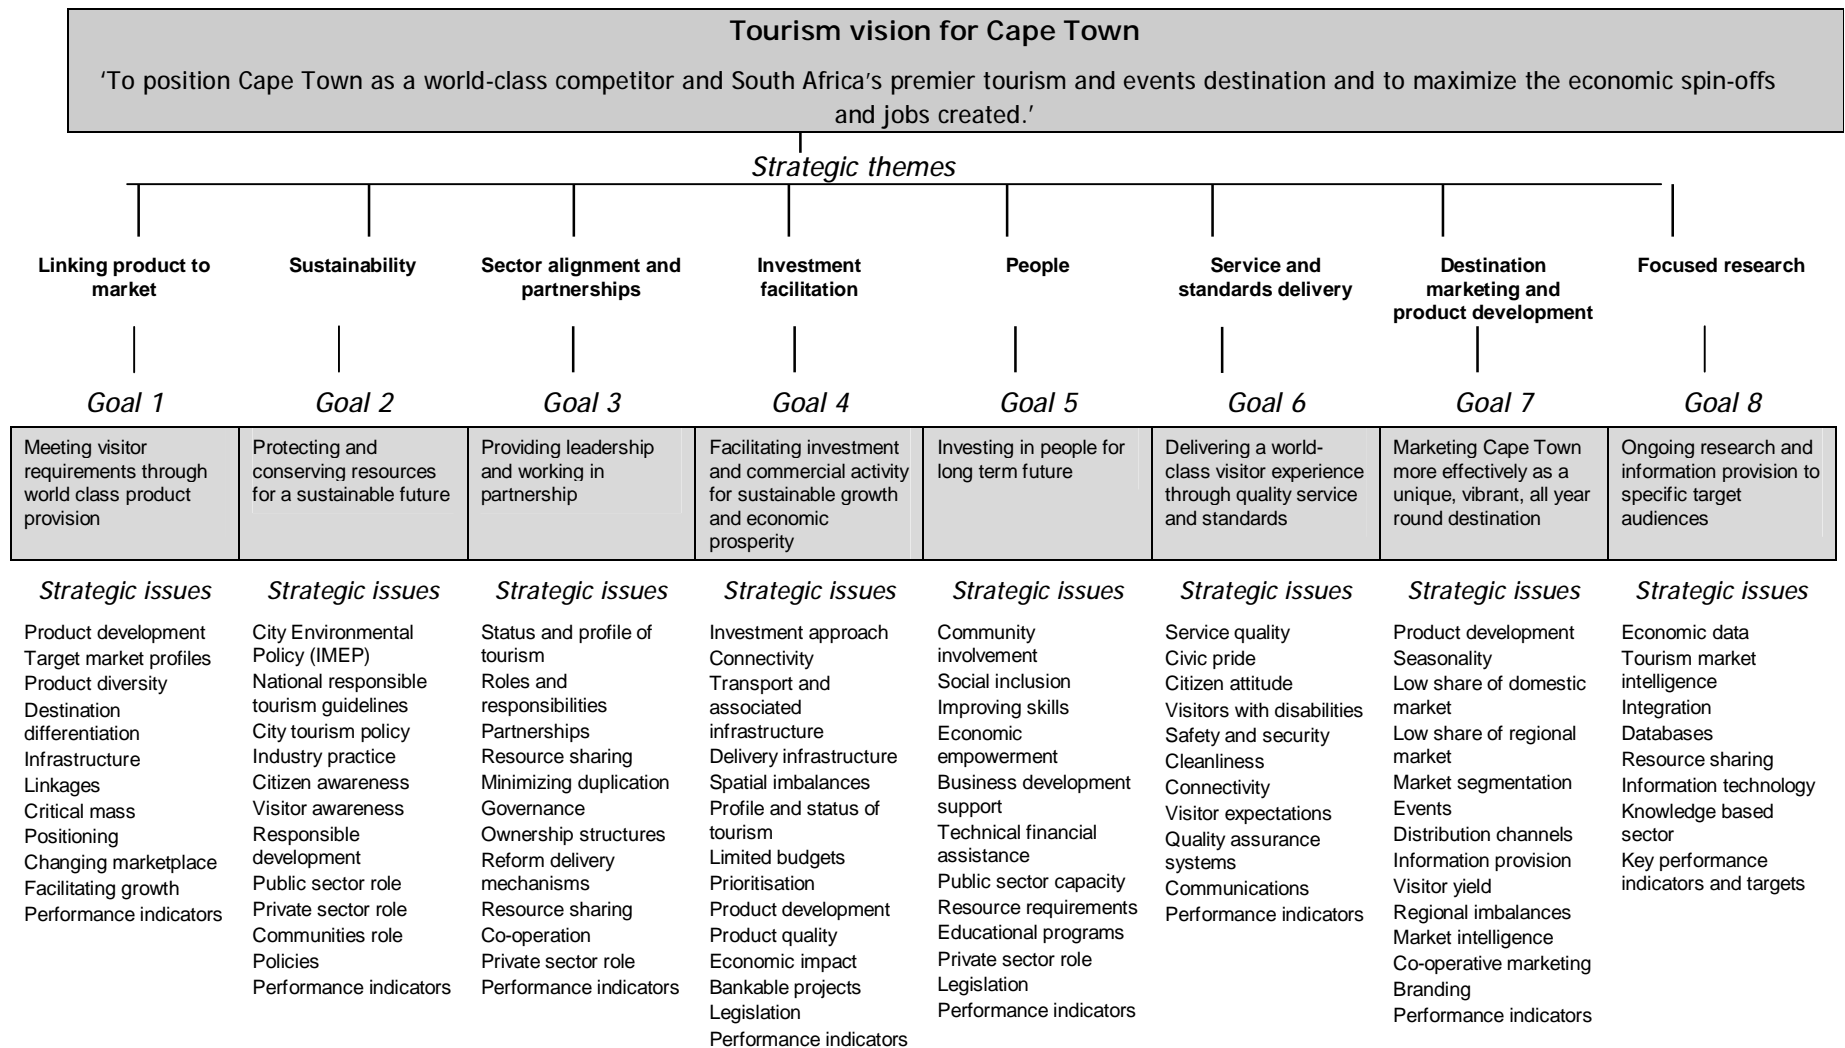 Tourism vision for Cape Town
'To position Cape Town as a world-class competitor and South Africa's premier tourism and events destination and to maximize the economic spin-offs
and jobs created.'
Strategic themes
Linking product to
market
Sustainability
Sector alignment and
partnerships
Investment
facilitation
People
Service and
standards delivery
Destination
marketing and
product development
Focused research
Goal 1
Goal 2
Goal 3
Goal 4
Goal 5
Goal 6
Goal 7
Goal 8
Meeting visitor
requirements through
world class product
provision
Protecting and
conserving resources
for a sustainable future
Providing leadership
and working in
partnership
Facilitating investment
and commercial activity
for sustainable growth
and economic
prosperity
Investing in people for
long term future
Delivering a world-
class visitor experience
through quality service
and standards
Marketing Cape Town
more effectively as a
unique, vibrant, all year
round destination
Ongoing research and
information provision to
specific target
audiences
Strategic issues
Product development
Target market profiles
Product diversity
Destination
differentiation
Infrastructure
Linkages
Critical mass
Positioning
Changing marketplace
Facilitating growth
Performance indicators
Strategic issues
City Environmental
Policy (IMEP)
National responsible
tourism guidelines
City tourism policy
Industry practice
Citizen awareness
Visitor awareness
Responsible
development
Public sector role
Private sector role
Communities role
Policies
Performance indicators
Strategic issues
Status and profile of
tourism
Roles and
responsibilities
Partnerships
Resource sharing
Minimizing duplication
Governance
Ownership structures
Reform delivery
mechanisms
Resource sharing
Co-operation
Private sector role
Performance indicators
Strategic issues
Investment approach
Connectivity
Transport and
associated
infrastructure
Delivery infrastructure
Spatial imbalances
Profile and status of
tourism
Limited budgets
Prioritisation
Product development
Product quality
Economic impact
Bankable projects
Legislation
Performance indicators
Strategic issues
Community
involvement
Social inclusion
Improving skills
Economic
empowerment
Business development
support
Technical financial
assistance
Public sector capacity
Resource requirements
Educational programs
Private sector role
Legislation
Performance indicators
Strategic issues
Service quality
Civic pride
Citizen attitude
Visitors with disabilities
Safety and security
Cleanliness
Connectivity
Visitor expectations
Quality assurance
systems
Communications
Performance indicators
Strategic issues
Product development
Seasonality
Low share of domestic
market
Low share of regional
market
Market segmentation
Events
Distribution channels
Information provision
Visitor yield
Regional imbalances
Market intelligence
Co-operative marketing
Branding
Performance indicators
Strategic issues
Economic data
Tourism market
intelligence
Integration
Databases
Resource sharing
Information technology
Knowledge based
sector
Key performance
indicators and targets